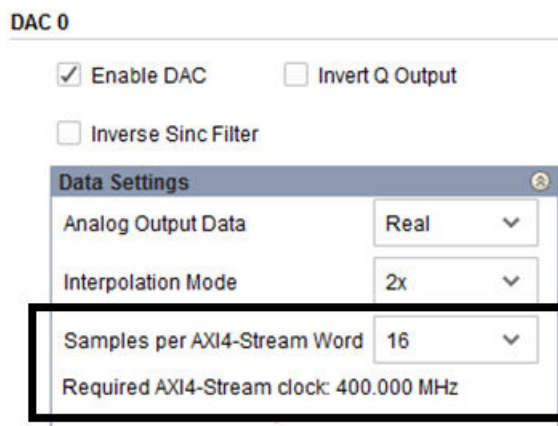 DAC 0
Enable DAC Invert Q Output
Inverse Sinc Filter
Data Settings
Analog Output Data Real
Interpolation Mode 2x
Samples per AXI4-Stream Word 16
Required AXI4-Stream clock: 400.000 MHz